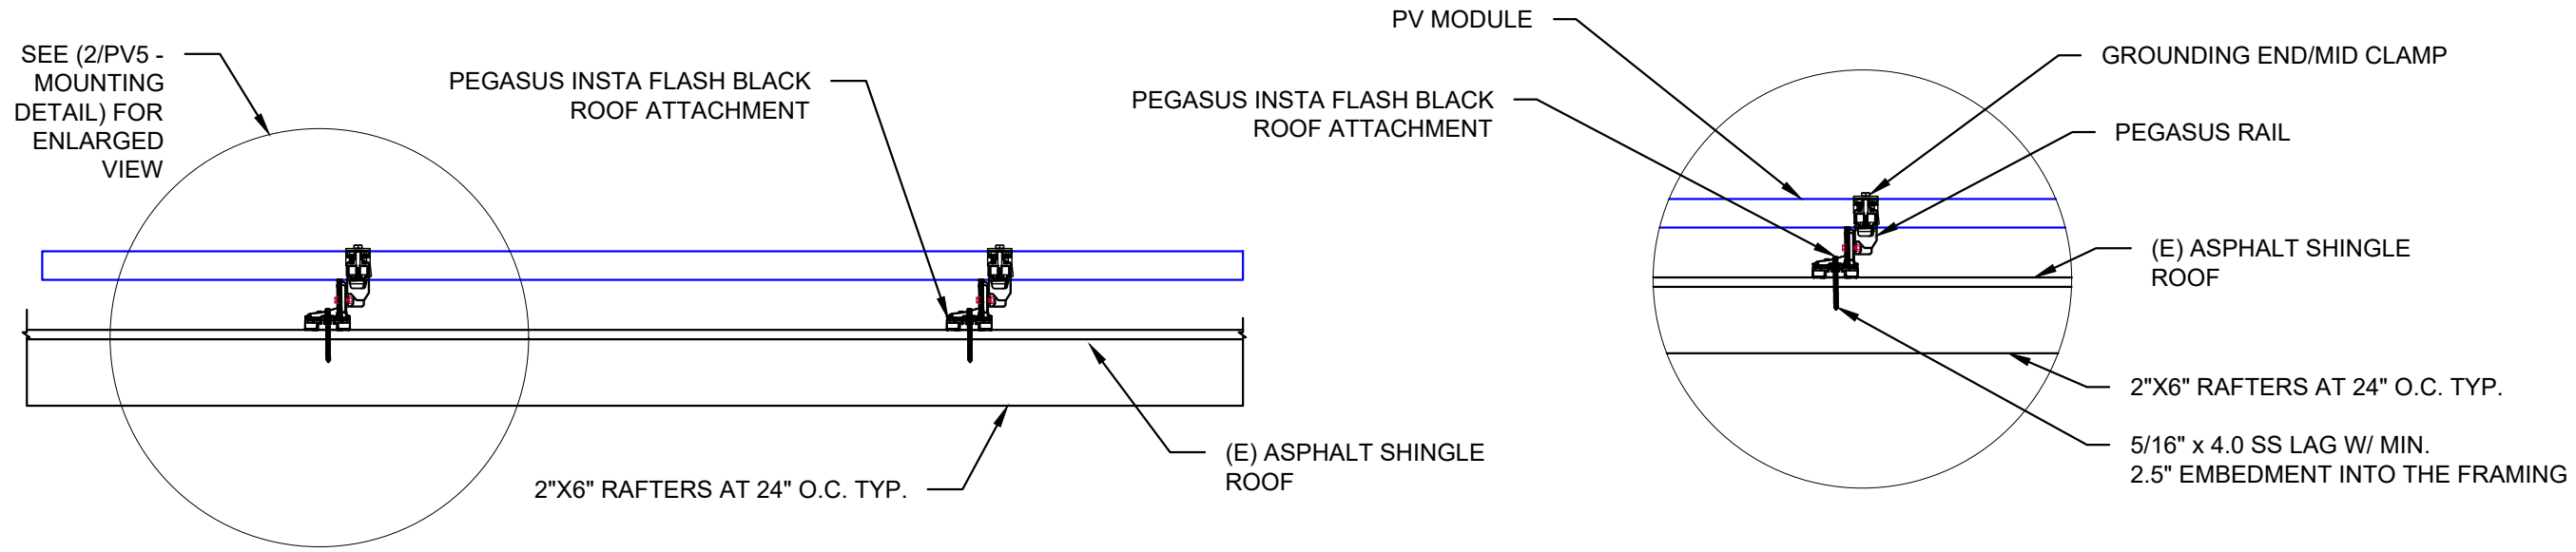 SEE (2/PV5 -
MOUNTING
DETAIL) FOR
ENLARGED
VIEW
PEGASUS INSTA FLASH BLACK
ROOF ATTACHMENT
2"X6" RAFTERS AT 24" O.C. TYP.
(E) ASPHALT SHINGLE
ROOF
PV MODULE
PEGASUS INSTA FLASH BLACK
ROOF ATTACHMENT
GROUNDING END/MID CLAMP
PEGASUS RAIL
(E) ASPHALT SHINGLE
ROOF
2"X6" RAFTERS AT 24" O.C. TYP.
5/16" x 4.0 SS LAG W/ MIN.
2.5" EMBEDMENT INTO THE FRAMING